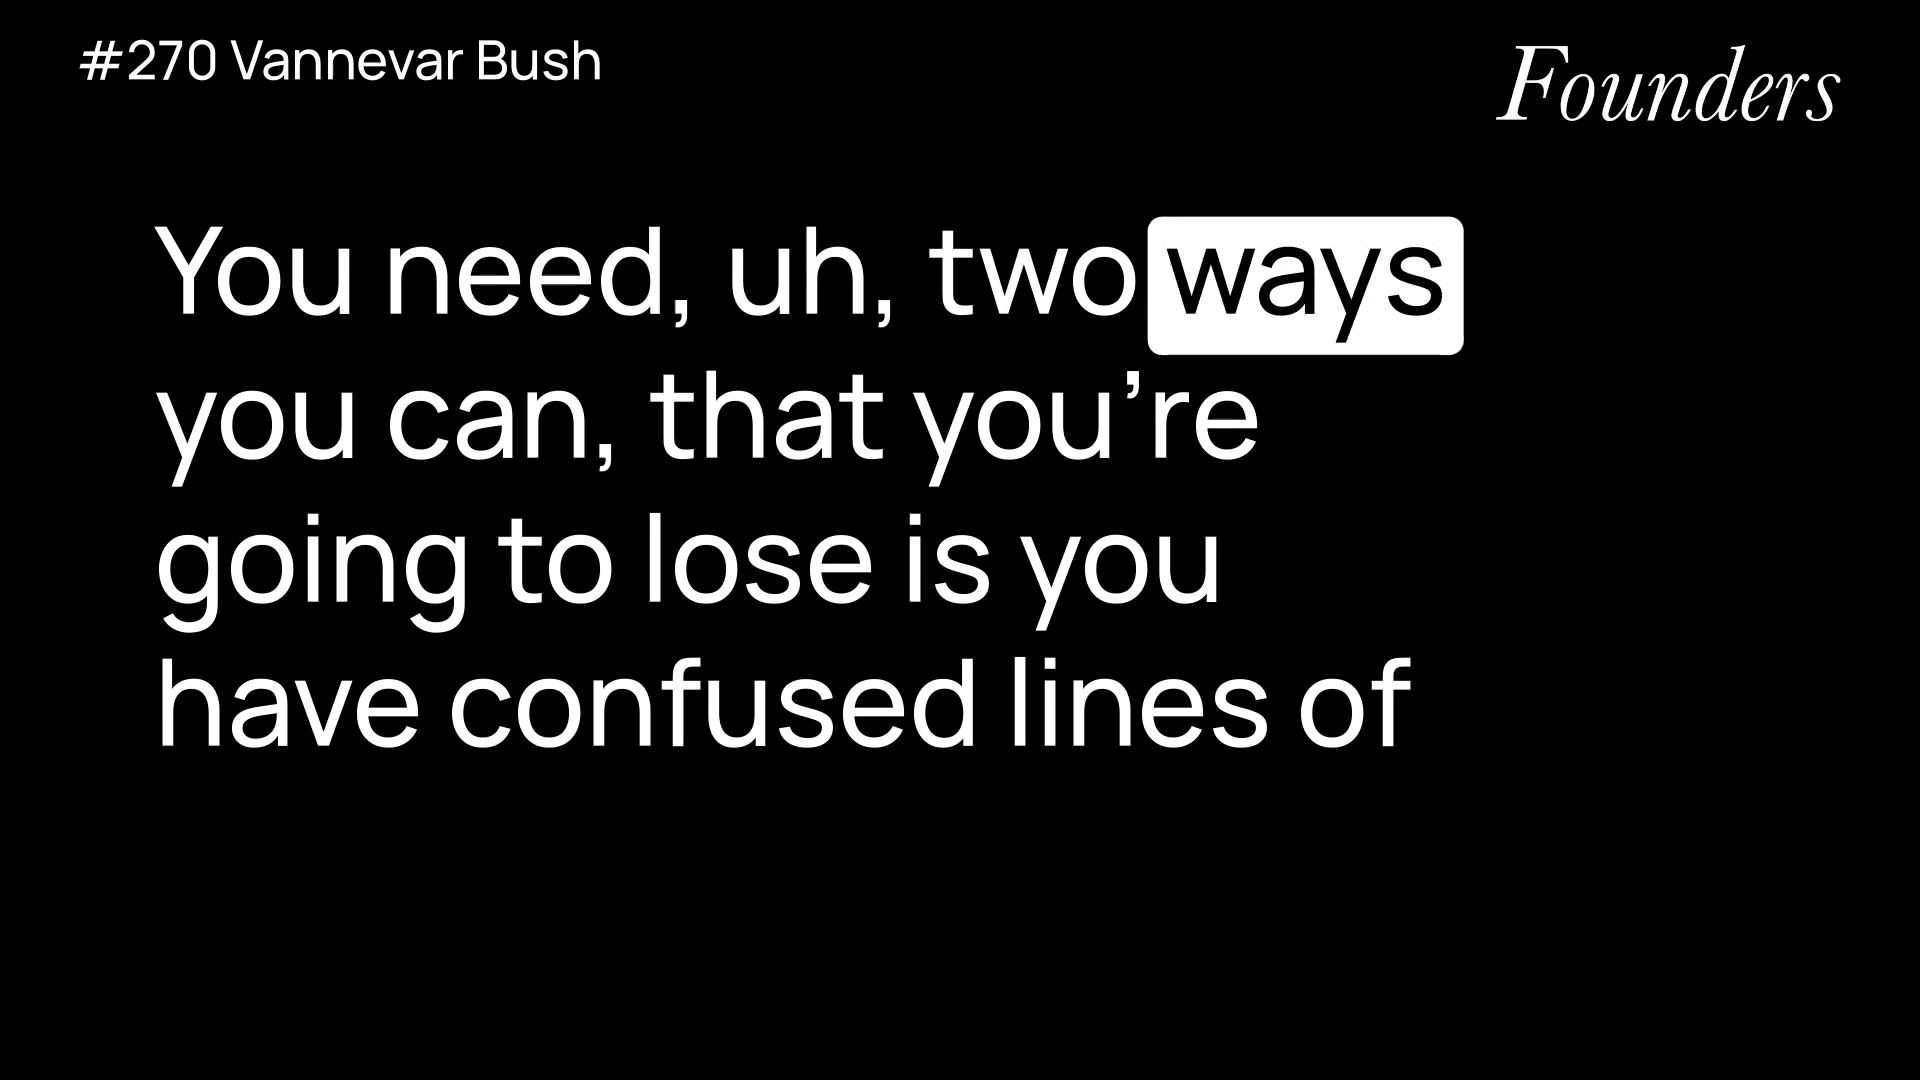 #270 Vannevar Bush
Founders
You need, uh, two ways
you can, that you’re
going to lose is you
have confused lines of